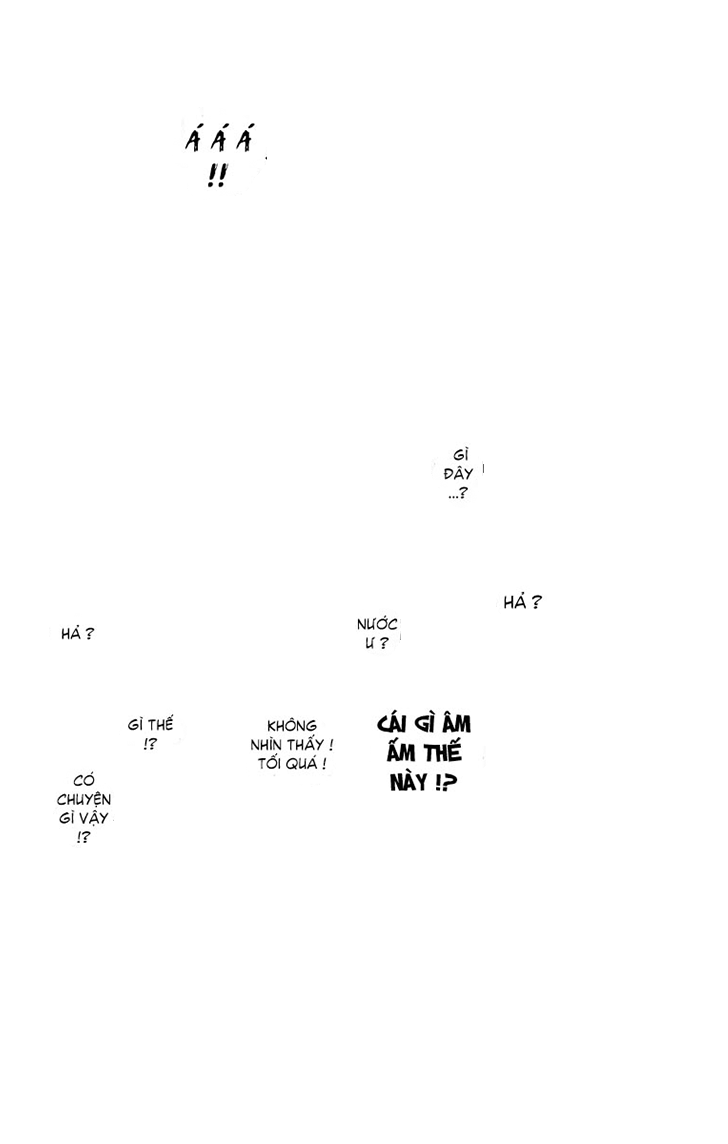 Á Á Á
!!
GÌ
ĐÂY
...?
HẢ ?
NƯỚC
Ư ?
HẢ ?
CÁI GÌ ÂM
ẤM THẾ
NÀY !?
KHÔNG
NHÌN THẤY !
TỐI QUÁ !
GÌ THẾ
!?
CÓ
CHUYỆN
GÌ VẬY
!?